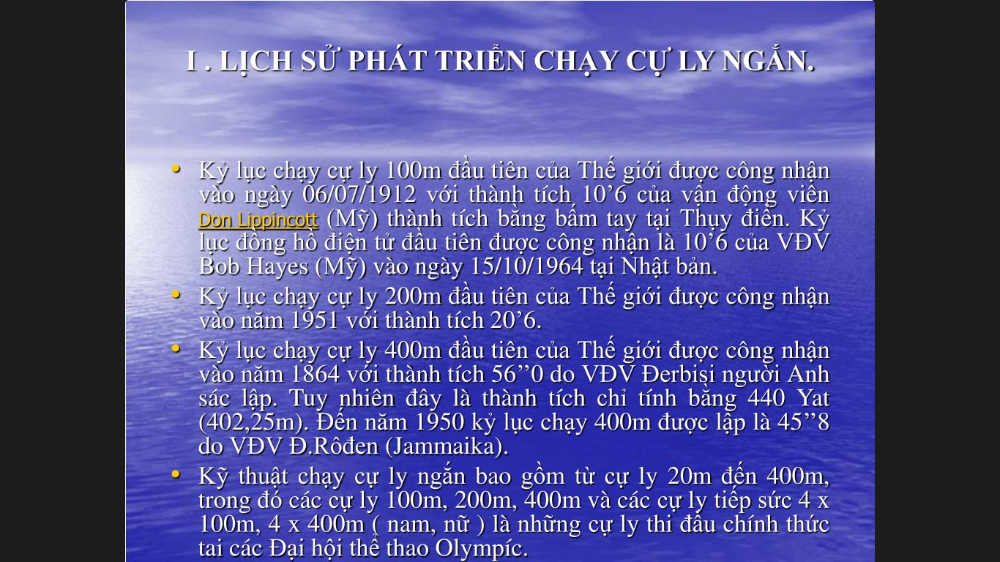 I . LỊCH SỬ PHÁT TRIỂN CHẠY CỰ LY NGẮN.
• Kỷ lục chạy cự ly 100m đầu tiên của Thế giới được công nhận
vào ngày 06/07/1912 với thành tích 10’6 của vận động viên
Don Lippincott (Mỹ) thành tích bằng bấm tay tại Thụy điển. Kỷ
lục đồng hồ điện tử đầu tiên được công nhận là 10’6 của VĐV
Bob Hayes (Mỹ) vào ngày 15/10/1964 tại Nhật bản.
• Kỷ lục chạy cự ly 200m đầu tiên của Thế giới được công nhận
vào năm 1951 với thành tích 20’6.
• Kỷ lục chạy cự ly 400m đầu tiên của Thế giới được công nhận
vào năm 1864 với thành tích 56’’0 do VĐV Đerbisi người Anh
sác lập. Tuy nhiên đây là thành tích chỉ tính bằng 440 Yat
(402,25m). Đến năm 1950 kỷ lục chạy 400m được lập là 45’’8
do VĐV Đ.Rôđen (Jammaika).
• Kỹ thuật chạy cự ly ngắn bao gồm từ cự ly 20m đến 400m,
trong đó các cự ly 100m, 200m, 400m và các cự ly tiếp sức 4 x
100m, 4 x 400m ( nam, nữ ) là những cự ly thi đấu chính thức
tai các Đại hội thể thao Olympíc.